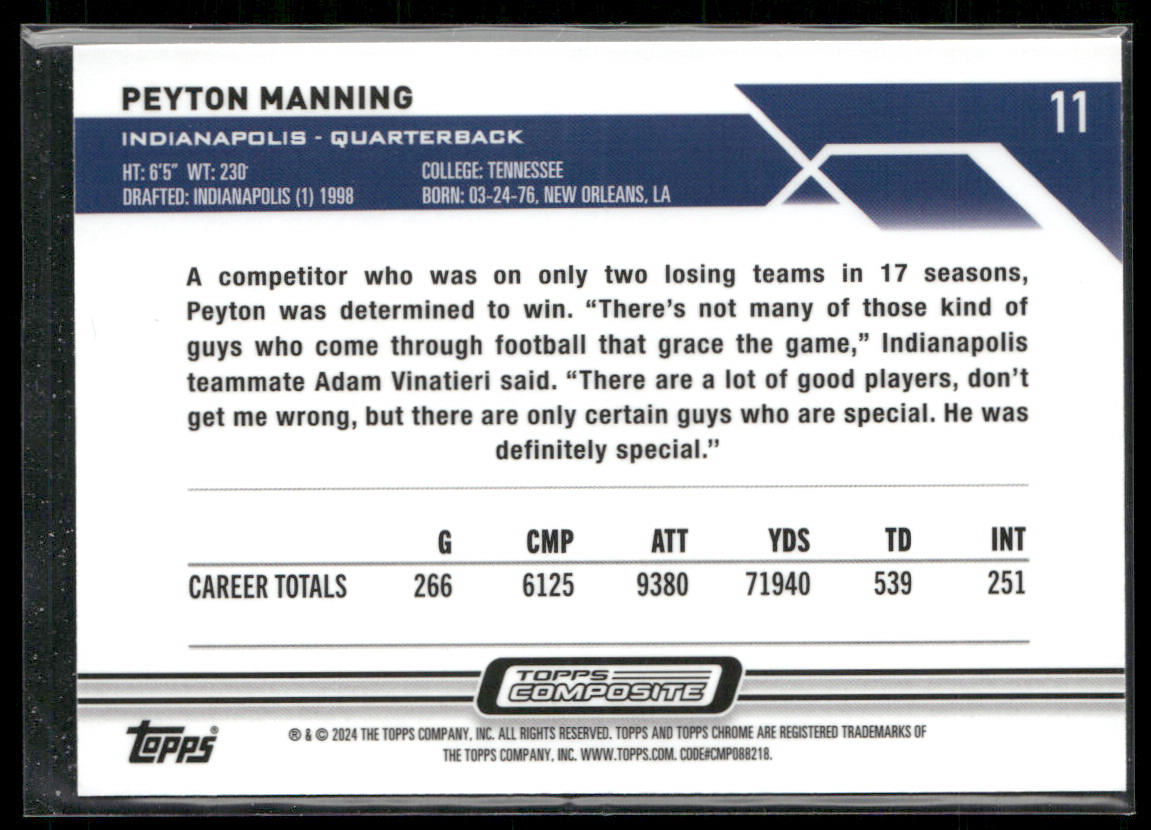 PEYTON MANNING
11
INDIANAPOLIS - QUARTERBACK
HT: 6'5" WT: 230
COLLEGE: TENNESSEE
DRAFTED: INDIANAPOLIS (1) 1998
BORN: 03-24-76, NEW ORLEANS, LA
A competitor who was on only two losing teams in 17 seasons,
Peyton was determined to win. “There’s not many of those kind of
guys who come through football that grace the game,” Indianapolis
teammate Adam Vinatieri said. “There are a lot of good players, don’t
get me wrong, but there are only certain guys who are special. He was
definitely special.”
G CMP ATT YDS TD INT
CAREER TOTALS 266 6125 9380 71940 539 251
TOPPS
COMPOSITE
topps®
® & © 2024 THE TOPPS COMPANY, INC. ALL RIGHTS RESERVED. TOPPS AND TOPPS CHROME ARE REGISTERED TRADEMARKS OF
THE TOPPS COMPANY, INC. WWW.TOPPS.COM. CODE#CMP088218.